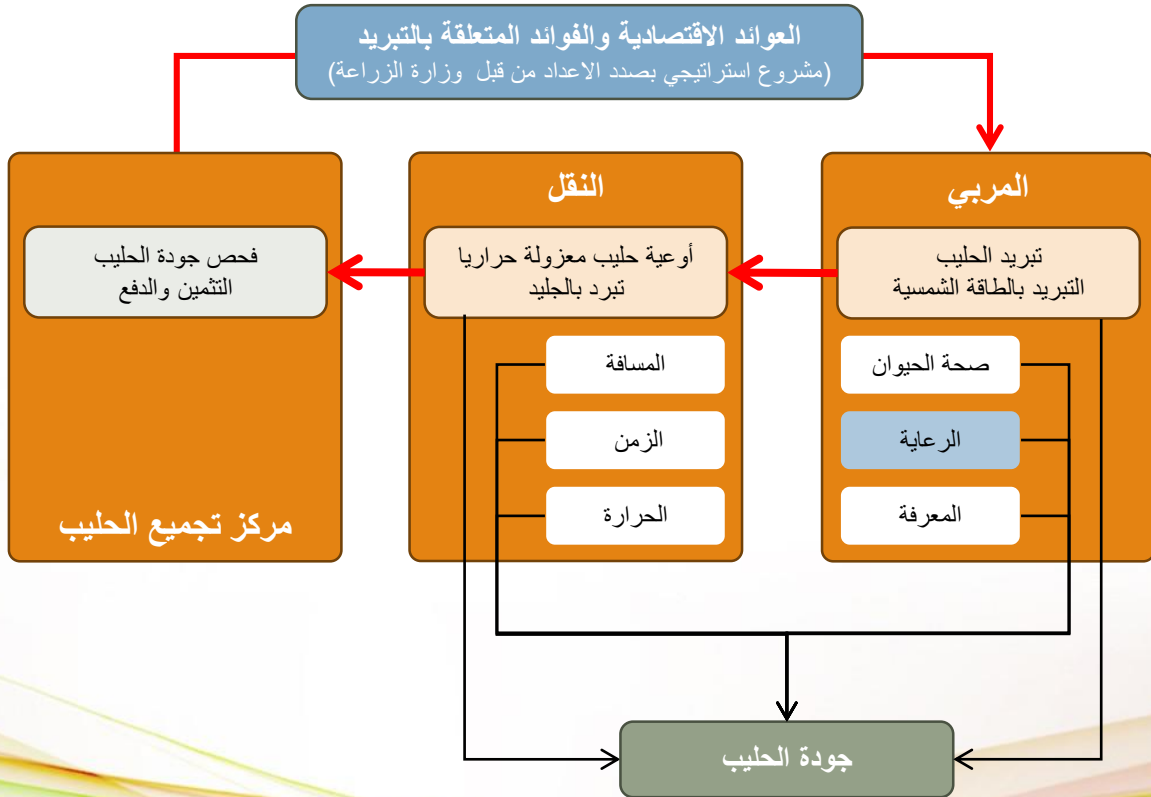 العوائد الاقتصادية والفوائد المتعلقة بالتبريد
(مشروع استراتيجي بصدد الاعداد من قبل وزارة الزراعة)
المربي
تبريد الحليب
التبريد بالطاقة الشمسية
صحة الحيوان
الرعاية
المعرفة
النقل
أوعية حليب معزولة حراريا
تبرد بالجليد
المسافة
الزمن
الحرارة
فحص جودة الحليب
التثمين والدفع
مركز تجميع الحليب
جودة الحليب